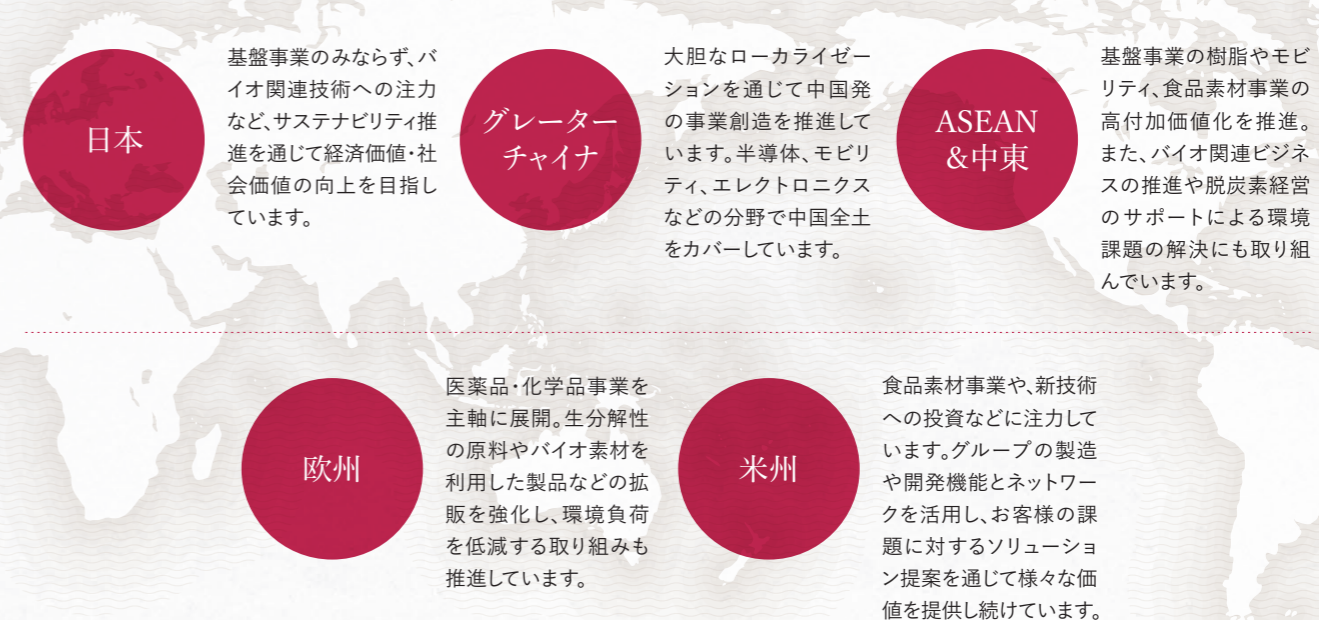 日本
基盤事業のみならず、バ
イオ関連技術への注力
など、サステナビリティ推
進を通じて経済価値・社
会価値の向上を目指し
ています。
グレーター
チャイナ
大胆なローカライゼー
ションを通じて中国発
の事業創造を推進して
います。半導体、モビリ
ティ、エレクトロニクス
などの分野で中国全土
をカバーしています。
ASEAN
&中東
基盤事業の樹脂やモビ
リティ、食品素材事業の
高付加価値化を推進。
また、バイオ関連ビジネ
スの推進や脱炭素経営
のサポートによる環境
課題の解決にも取り組
んでいます。
欧州
医薬品・化学品事業を
主軸に展開。生分解性
の原料やバイオ素材を
利用した製品などの拡
販を強化し、環境負荷
を低減する取り組みも
推進しています。
米州
食品素材事業や、新技術
への投資などに注力して
います。グループの製造
や開発機能とネットワー
クを活用し、お客様の課
題に対するソリューショ
ン提案を通じて様々な価
値を提供し続けています。